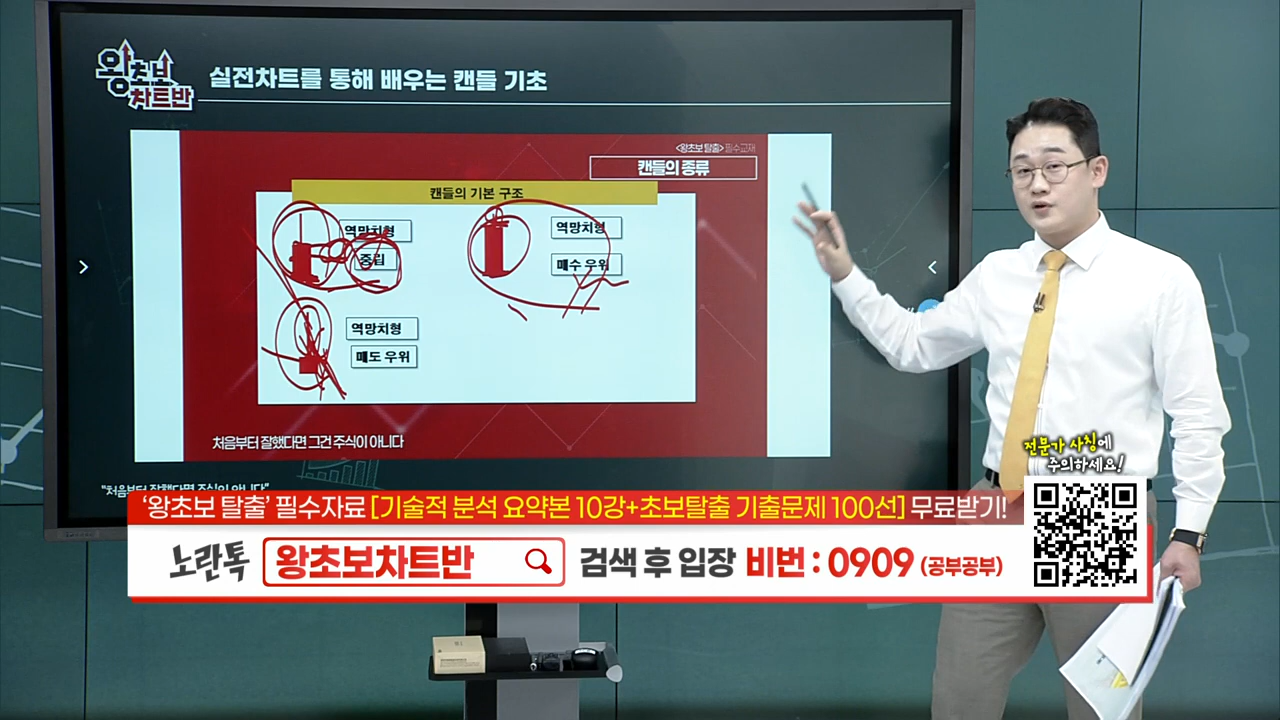 왕초보
차트반
실전차트를 통해 배우는 캔들 기초
<왕초보 탈출> 필수교재
캔들의 종류
캔들의 기본 구조
역망치형
중립
역망치형
매수 우위
역망치형
매도 우위
처음부터 잘했다면 그건 주식이 아니다
"처음부터 잘했다면 주식이 아니다"
전문가 사칭에
주의하세요!
'왕초보 탈출' 필수자료 [기술적 분석 요약본 10강+초보탈출 기출문제 100선] 무료받기!
노란톡 왕초보차트반 검색 후 입장 비번 : 0909 (공부공부)